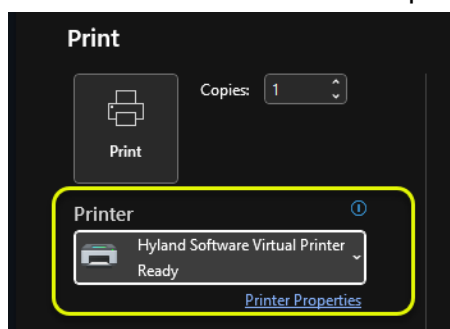 Print
Copies: 1
Print
Printer
Hyland Software Virtual Printer
Ready
Printer Properties